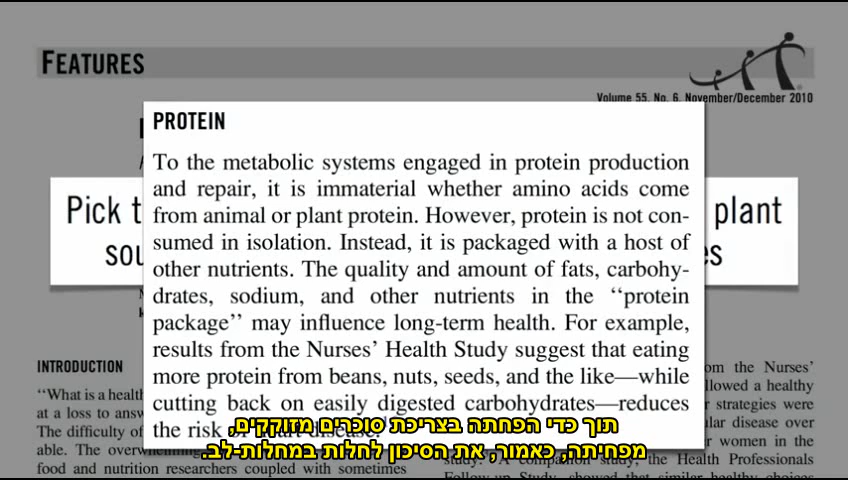 FEATURES
Volume 55, No. 6, November/December 2010
PROTEIN
To the metabolic systems engaged in protein production
and repair, it is immaterial whether amino acids come
from animal or plant protein. However, protein is not con-
sumed in isolation. Instead, it is packaged with a host of
other nutrients. The quality and amount of fats, carbohy-
drates, sodium, and other nutrients in the ‘‘protein
package’’ may influence long-term health. For example,
results from the Nurses’ Health Study suggest that eating
more protein from beans, nuts, seeds, and the like—while
cutting back on easily digested carbohydrates—reduces
the risk of heart disease.
Pick
plant
INTRODUCTION
‘‘What is a health
at a loss to answ
The difficulty of
able. The
food and nutrition researchers coupled with sometimes
om the Nurses’
llowed a healthy
r strategies were
lar disease over
women in the
study. A companion study, the Health Professionals
Follow-up Study, showed that similar healthy choices
תוך כדי הפחתה בצריכת סוכרים מזוקקים,
מפחיתה, כאמור, את הסיכון לחלות במחלות-לב.